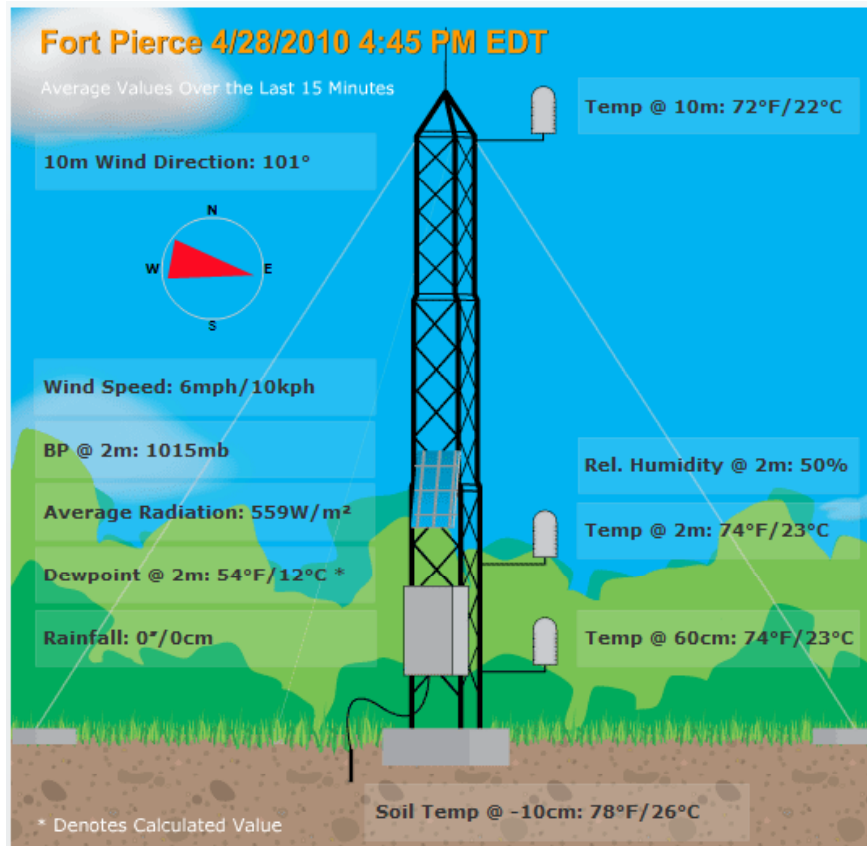 Fort Pierce 4/28/2010 4:45 PM EDT
Average Values Over the Last 15 Minutes
Temp @ 10m: 72°F/22°C
10m Wind Direction: 101°
N
W
E
S
Wind Speed: 6mph/10kph
BP @ 2m: 1015mb
Rel. Humidity @ 2m: 50%
Average Radiation: 559W/m²
Temp @ 2m: 74°F/23°C
Dewpoint @ 2m: 54°F/12°C *
Rainfall: 0"/0cm
Temp @ 60cm: 74°F/23°C
Soil Temp @ -10cm: 78°F/26°C
* Denotes Calculated Value